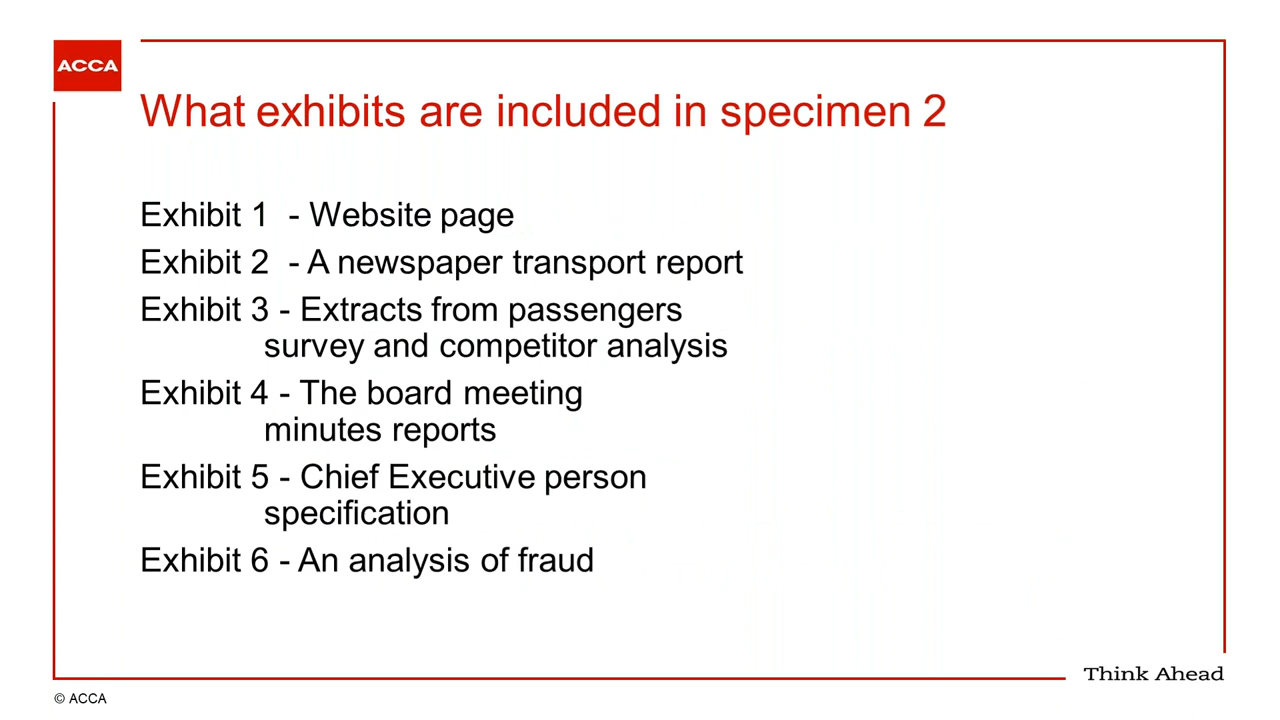 ACCA
What exhibits are included in specimen 2
Exhibit 1 - Website page
Exhibit 2 - A newspaper transport report
Exhibit 3 - Extracts from passengers
survey and competitor analysis
Exhibit 4 - The board meeting
minutes reports
Exhibit 5 - Chief Executive person
specification
Exhibit 6 - An analysis of fraud
Think Ahead
© ACCA